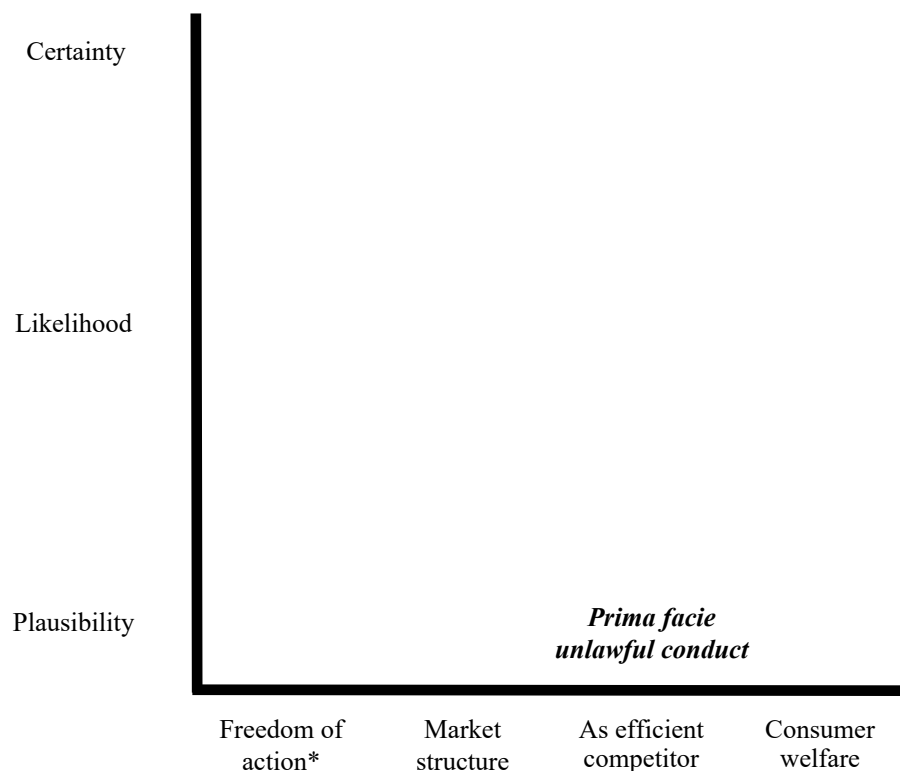 Certainty
Likelihood
Plausibility
Prima facie
unlawful conduct
Freedom of
action*
Market
structure
As efficient
competitor
Consumer
welfare